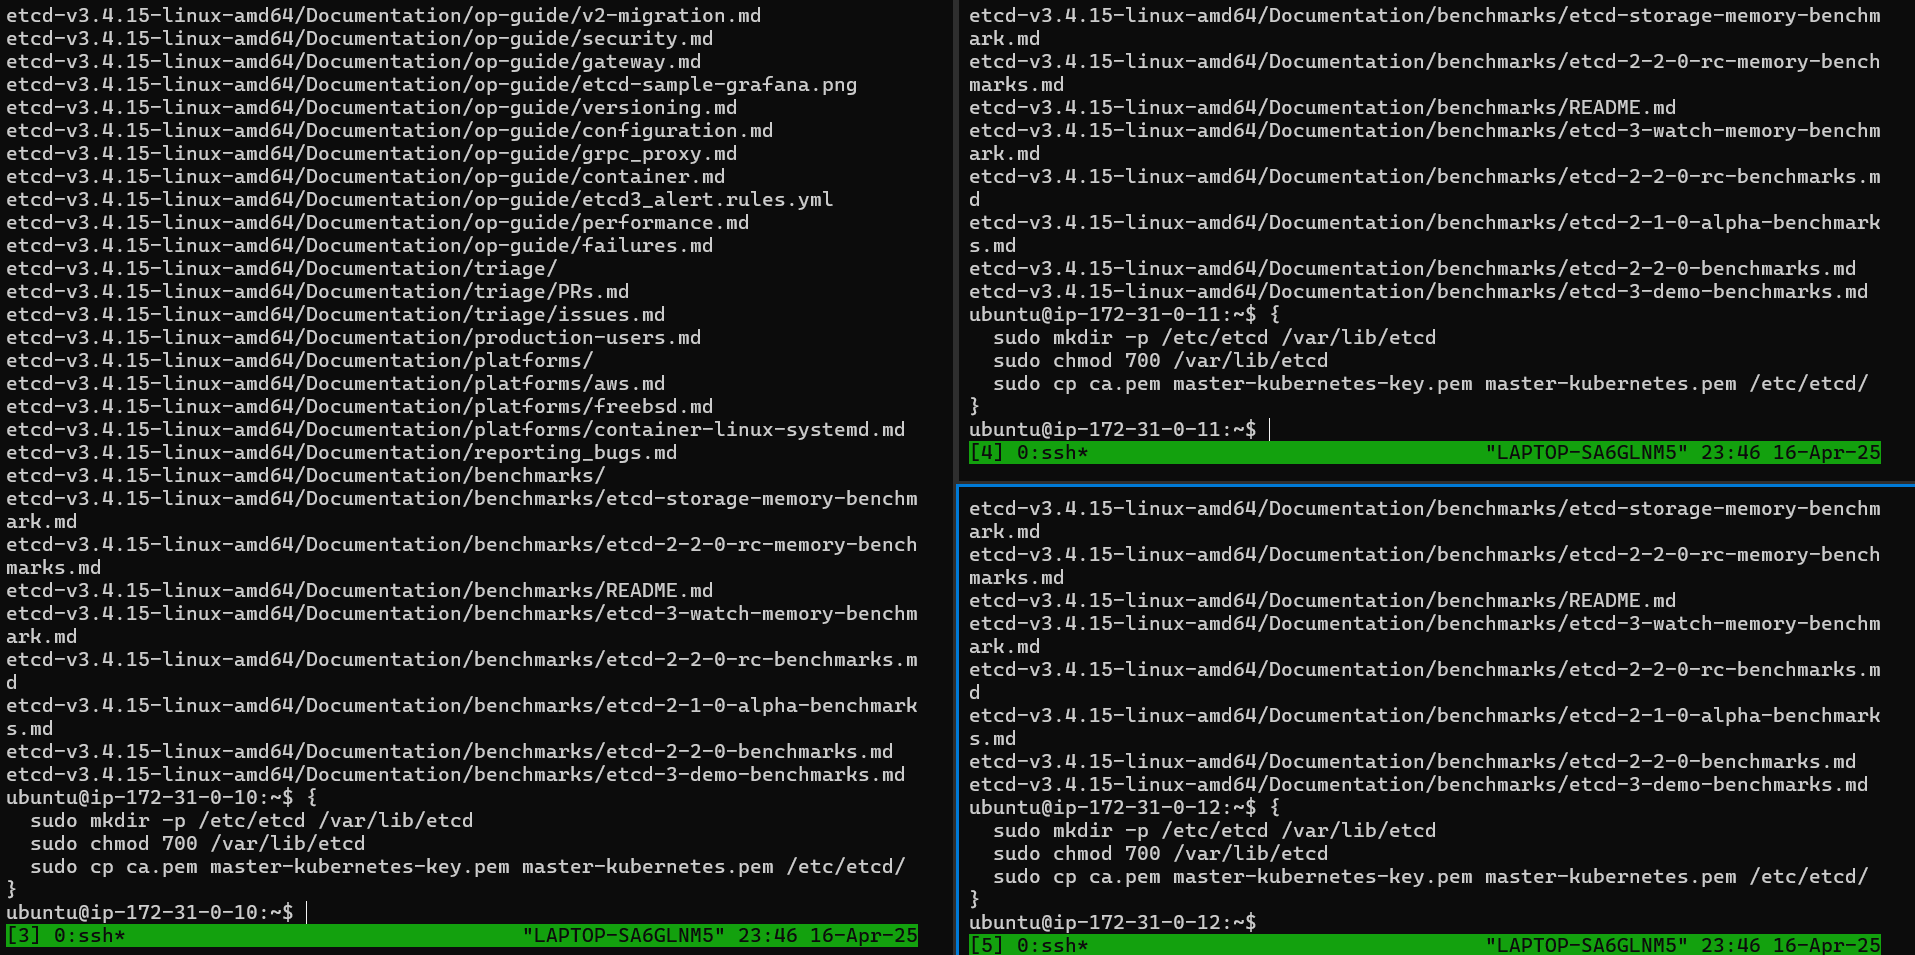 etcd-v3.4.15-linux-amd64/Documentation/op-guide/v2-migration.md
etcd-v3.4.15-linux-amd64/Documentation/op-guide/security.md
etcd-v3.4.15-linux-amd64/Documentation/op-guide/gateway.md
etcd-v3.4.15-linux-amd64/Documentation/op-guide/etcd-sample-grafana.png
etcd-v3.4.15-linux-amd64/Documentation/op-guide/versioning.md
etcd-v3.4.15-linux-amd64/Documentation/op-guide/configuration.md
etcd-v3.4.15-linux-amd64/Documentation/op-guide/grpc_proxy.md
etcd-v3.4.15-linux-amd64/Documentation/op-guide/container.md
etcd-v3.4.15-linux-amd64/Documentation/op-guide/etcd3_alert.rules.yml
etcd-v3.4.15-linux-amd64/Documentation/op-guide/performance.md
etcd-v3.4.15-linux-amd64/Documentation/op-guide/failures.md
etcd-v3.4.15-linux-amd64/Documentation/triage/
etcd-v3.4.15-linux-amd64/Documentation/triage/PRs.md
etcd-v3.4.15-linux-amd64/Documentation/triage/issues.md
etcd-v3.4.15-linux-amd64/Documentation/production-users.md
etcd-v3.4.15-linux-amd64/Documentation/platforms/
etcd-v3.4.15-linux-amd64/Documentation/platforms/aws.md
etcd-v3.4.15-linux-amd64/Documentation/platforms/freebsd.md
etcd-v3.4.15-linux-amd64/Documentation/platforms/container-linux-systemd.md
etcd-v3.4.15-linux-amd64/Documentation/reporting_bugs.md
etcd-v3.4.15-linux-amd64/Documentation/benchmarks/
etcd-v3.4.15-linux-amd64/Documentation/benchmarks/etcd-storage-memory-benchm
ark.md
etcd-v3.4.15-linux-amd64/Documentation/benchmarks/etcd-2-2-0-rc-memory-bench
marks.md
etcd-v3.4.15-linux-amd64/Documentation/benchmarks/README.md
etcd-v3.4.15-linux-amd64/Documentation/benchmarks/etcd-3-watch-memory-benchm
ark.md
etcd-v3.4.15-linux-amd64/Documentation/benchmarks/etcd-2-2-0-rc-benchmarks.m
d
etcd-v3.4.15-linux-amd64/Documentation/benchmarks/etcd-2-1-0-alpha-benchmark
s.md
etcd-v3.4.15-linux-amd64/Documentation/benchmarks/etcd-2-2-0-benchmarks.md
etcd-v3.4.15-linux-amd64/Documentation/benchmarks/etcd-3-demo-benchmarks.md
ubuntu@ip-172-31-0-10:~$ {
  sudo mkdir -p /etc/etcd /var/lib/etcd
  sudo chmod 700 /var/lib/etcd
  sudo cp ca.pem master-kubernetes-key.pem master-kubernetes.pem /etc/etcd/
}
ubuntu@ip-172-31-0-10:~$
[3] 0:ssh* "LAPTOP-SA6GLNM5" 23:46 16-Apr-25
etcd-v3.4.15-linux-amd64/Documentation/benchmarks/etcd-storage-memory-benchm
ark.md
etcd-v3.4.15-linux-amd64/Documentation/benchmarks/etcd-2-2-0-rc-memory-bench
marks.md
etcd-v3.4.15-linux-amd64/Documentation/benchmarks/README.md
etcd-v3.4.15-linux-amd64/Documentation/benchmarks/etcd-3-watch-memory-benchm
ark.md
etcd-v3.4.15-linux-amd64/Documentation/benchmarks/etcd-2-2-0-rc-benchmarks.m
d
etcd-v3.4.15-linux-amd64/Documentation/benchmarks/etcd-2-1-0-alpha-benchmark
s.md
etcd-v3.4.15-linux-amd64/Documentation/benchmarks/etcd-2-2-0-benchmarks.md
etcd-v3.4.15-linux-amd64/Documentation/benchmarks/etcd-3-demo-benchmarks.md
ubuntu@ip-172-31-0-11:~$ {
  sudo mkdir -p /etc/etcd /var/lib/etcd
  sudo chmod 700 /var/lib/etcd
  sudo cp ca.pem master-kubernetes-key.pem master-kubernetes.pem /etc/etcd/
}
ubuntu@ip-172-31-0-11:~$
[4] 0:ssh* "LAPTOP-SA6GLNM5" 23:46 16-Apr-25
etcd-v3.4.15-linux-amd64/Documentation/benchmarks/etcd-storage-memory-benchm
ark.md
etcd-v3.4.15-linux-amd64/Documentation/benchmarks/etcd-2-2-0-rc-memory-bench
marks.md
etcd-v3.4.15-linux-amd64/Documentation/benchmarks/README.md
etcd-v3.4.15-linux-amd64/Documentation/benchmarks/etcd-3-watch-memory-benchm
ark.md
etcd-v3.4.15-linux-amd64/Documentation/benchmarks/etcd-2-2-0-rc-benchmarks.m
d
etcd-v3.4.15-linux-amd64/Documentation/benchmarks/etcd-2-1-0-alpha-benchmark
s.md
etcd-v3.4.15-linux-amd64/Documentation/benchmarks/etcd-2-2-0-benchmarks.md
etcd-v3.4.15-linux-amd64/Documentation/benchmarks/etcd-3-demo-benchmarks.md
ubuntu@ip-172-31-0-12:~$ {
  sudo mkdir -p /etc/etcd /var/lib/etcd
  sudo chmod 700 /var/lib/etcd
  sudo cp ca.pem master-kubernetes-key.pem master-kubernetes.pem /etc/etcd/
}
ubuntu@ip-172-31-0-12:~$
[5] 0:ssh* "LAPTOP-SA6GLNM5" 23:46 16-Apr-25